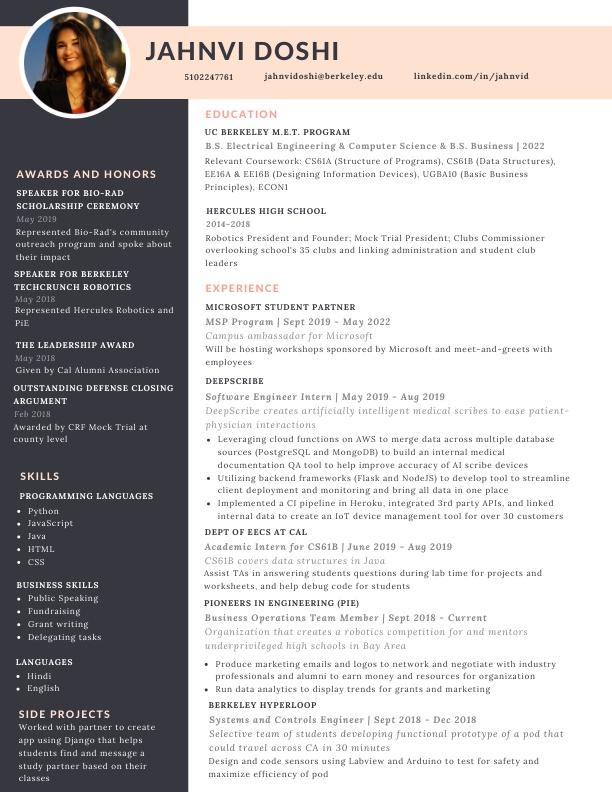 JAHNVI DOSHI
5102247761 jahnvidoshi@berkeley.edu linkedin.com/in/jahnvid
AWARDS AND HONORS
SPEAKER FOR BIO-RAD
SCHOLARSHIP CEREMONY
May 2019
Represented Bio-Rad's community
outreach program and spoke about
their impact
SPEAKER FOR BERKELEY
TECHCRUNCH ROBOTICS
May 2018
Represented Hercules Robotics and
PiE
THE LEADERSHIP AWARD
May 2018
Given by Cal Alumni Association
OUTSTANDING DEFENSE CLOSING
ARGUMENT
Feb 2018
Awarded by CRF Mock Trial at
county level
SKILLS
PROGRAMMING LANGUAGES
• Python
• JavaScript
• Java
• HTML
• CSS
BUSINESS SKILLS
• Public Speaking
• Fundraising
• Grant writing
• Delegating tasks
LANGUAGES
• Hindi
• English
SIDE PROJECTS
Worked with partner to create
app using Django that helps
students find and message a
study partner based on their
classes
EDUCATION
UC BERKELEY M.E.T. PROGRAM
B.S. Electrical Engineering & Computer Science & B.S. Business | 2022
Relevant Coursework: CS61A (Structure of Programs), CS61B (Data Structures),
EE16A & EE16B (Designing Information Devices), UGBA10 (Basic Business
Principles), ECON1
HERCULES HIGH SCHOOL
2014-2018
Robotics President and Founder; Mock Trial President; Clubs Commissioner
overlooking school's 35 clubs and linking administration and student club
leaders
EXPERIENCE
MICROSOFT STUDENT PARTNER
MSP Program | Sept 2019 - May 2022
Campus ambassador for Microsoft
Will be hosting workshops sponsored by Microsoft and meet-and-greets with
employees
DEEPSCRIBE
Software Engineer Intern | May 2019 - Aug 2019
DeepScribe creates artificially intelligent medical scribes to ease patient-
physician interactions
• Leveraging cloud functions on AWS to merge data across multiple database
sources (PostgreSQL and MongoDB) to build an internal medical
documentation QA tool to help improve accuracy of AI scribe devices
• Utilizing backend frameworks (Flask and NodeJS) to develop tool to streamline
client deployment and monitoring and bring all data in one place
• Implemented a CI pipeline in Heroku, integrated 3rd party APIs, and linked
internal data to create an IoT device management tool for over 30 customers
DEPT OF EECS AT CAL
Academic Intern for CS61B | June 2019 - Aug 2019
CS61B covers data structures in Java
Assist TAs in answering students questions during lab time for projects and
worksheets, and help debug code for students
PIONEERS IN ENGINEERING (PIE)
Business Operations Team Member | Sept 2018 - Current
Organization that creates a robotics competition for and mentors
underprivileged high schools in Bay Area
• Produce marketing emails and logos to network and negotiate with industry
professionals and alumni to earn money and resources for organization
• Run data analytics to display trends for grants and marketing
BERKELEY HYPERLOOP
Systems and Controls Engineer | Sept 2018 - Dec 2018
Selective team of students developing functional prototype of a pod that
could travel across CA in 30 minutes
Design and code sensors using Labview and Arduino to test for safety and
maximize efficiency of pod